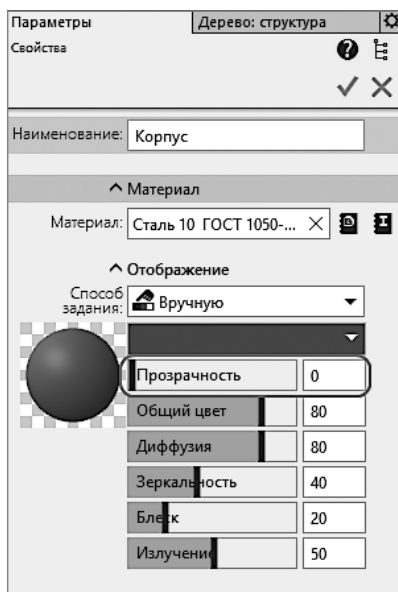 Параметры Дерево: структура
Свойства
Наименование: Корпус
Материал
Материал: Сталь 10 ГОСТ 1050-...
Отображение
Способ задания: Вручную
Прозрачность 0
Общий цвет 80
Диффузия 80
Зеркальность 40
Блеск 20
Излучение 50